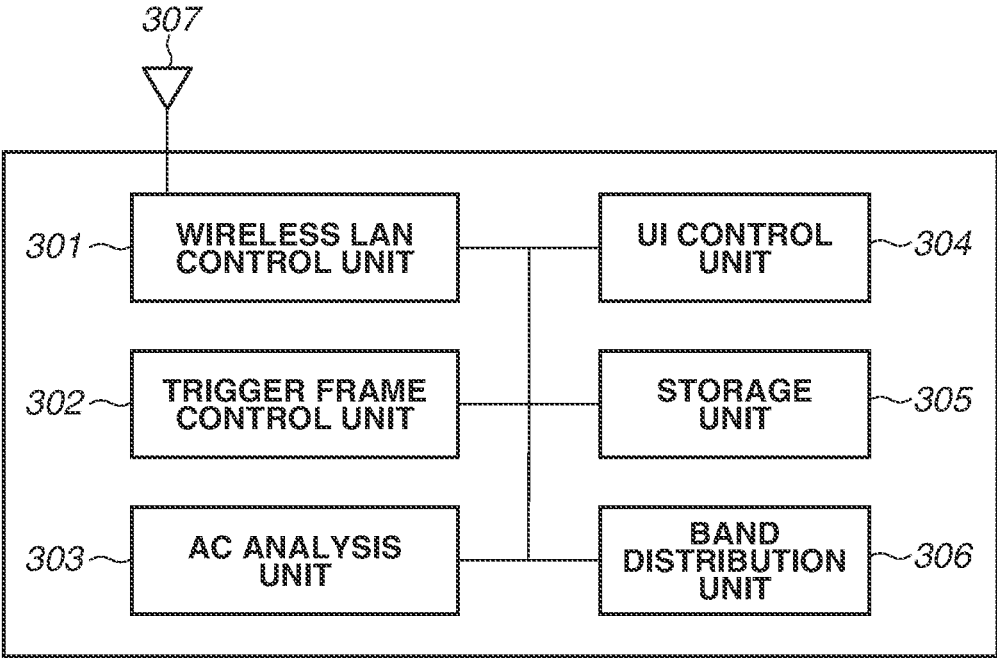 307
301
WIRELESS LAN
CONTROL UNIT
UI CONTROL
UNIT
304
302
TRIGGER FRAME
CONTROL UNIT
STORAGE
UNIT
305
303
AC ANALYSIS
UNIT
BAND
DISTRIBUTION
UNIT
306